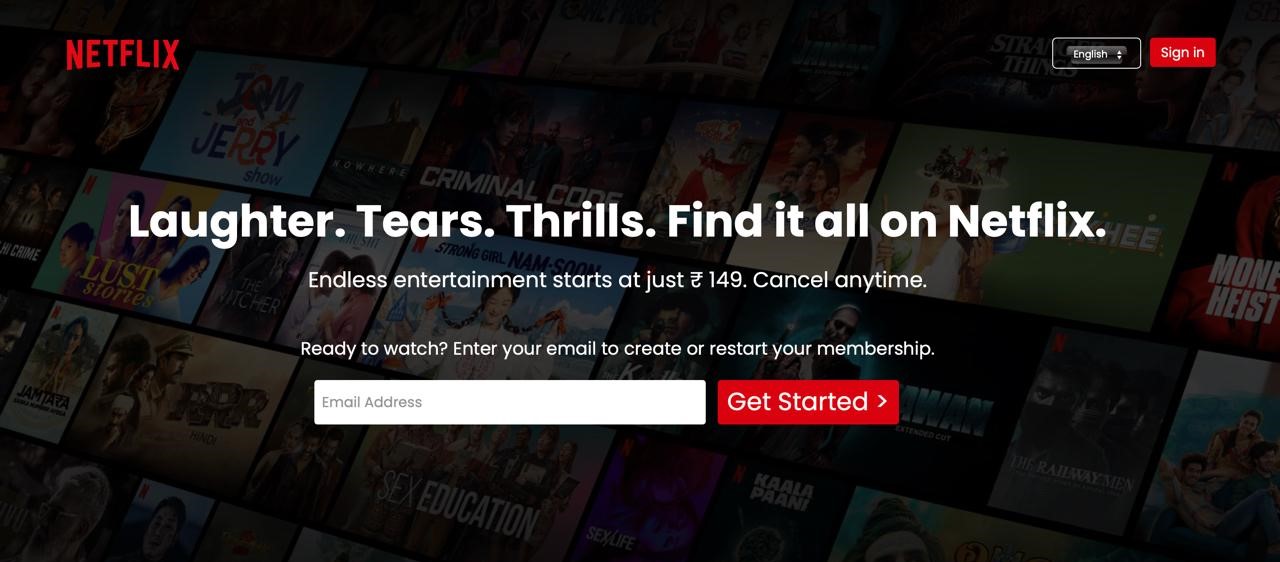 NETFLIX
English
Sign in
STRANGER
THINGS
the
TOM
and
JERRY
show
NOWHERE
CRIMINAL CODE
LUST
stories
THE
WITCHER
KHUSHI
STRONG GIRL NAM-SOON
MONEY
HEIST
Laughter. Tears. Thrills. Find it all on Netflix.
Endless entertainment starts at just ₹ 149. Cancel anytime.
Ready to watch? Enter your email to create or restart your membership.
Email Address
Get Started >
JAMTARA
RRR
HINDI
EXTENDED CUT
THE RAILWAY MEN
SEX EDUCATION
SEX/LIFE
KAALA
PAANI